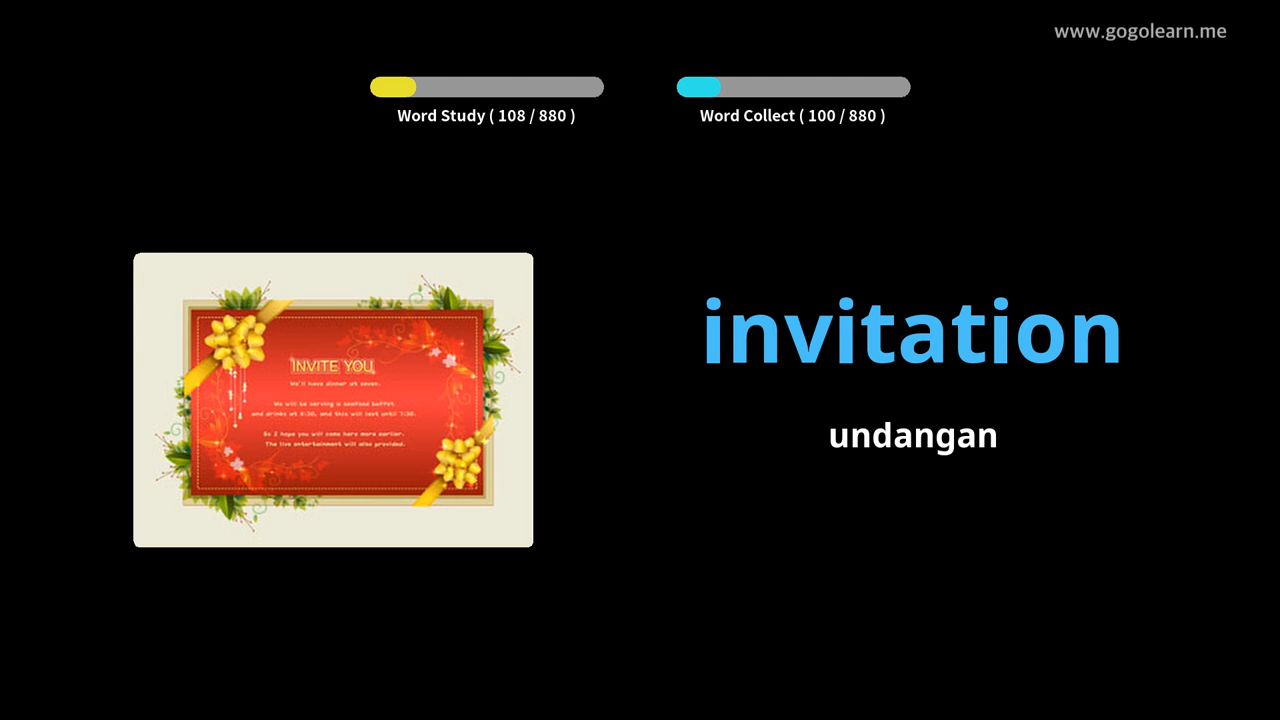 www.gogolearn.me
Word Study ( 108 / 880 )
Word Collect ( 100 / 880 )
invitation
undangan
INVITE YOU
We'll have dinner at seven.
We will be serving a seafood buffet
and drinks at 6:30, and this will last until 7:30.
So I hope you will come here more earlier.
The live entertainment will also provided.